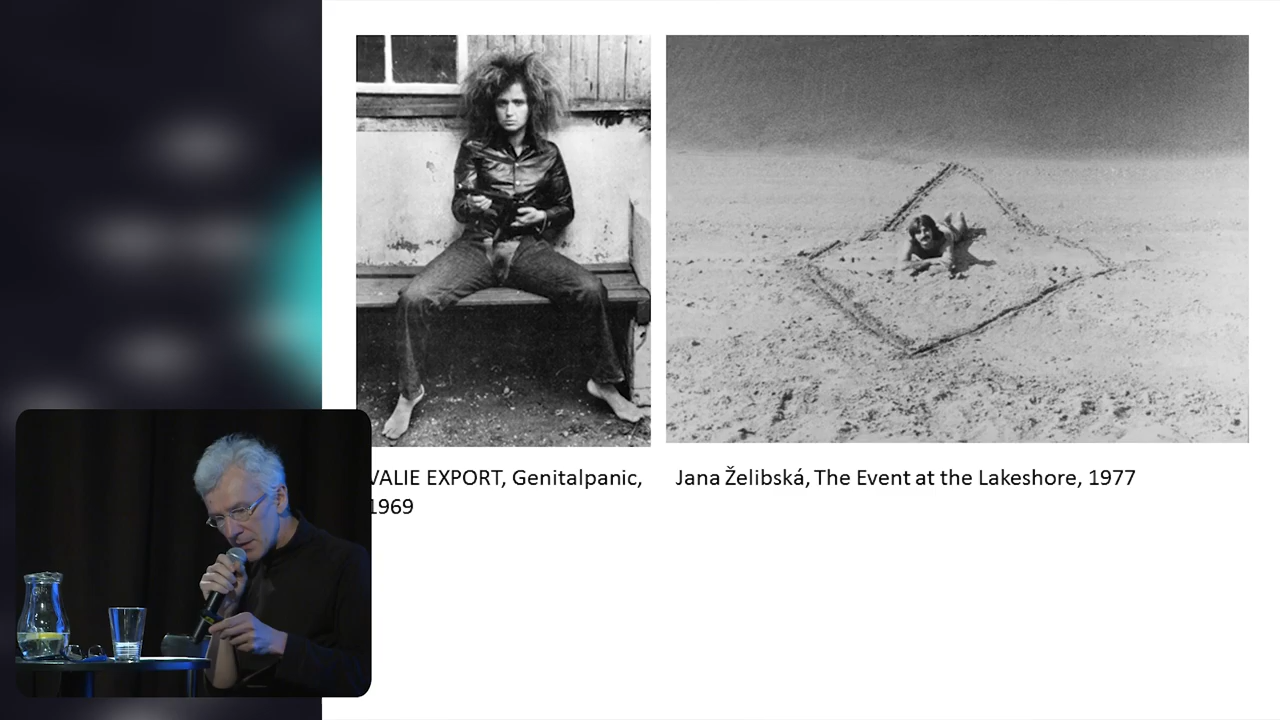 VALIE EXPORT, Genitalpanic,
1969
Jana Želibská, The Event at the Lakeshore, 1977